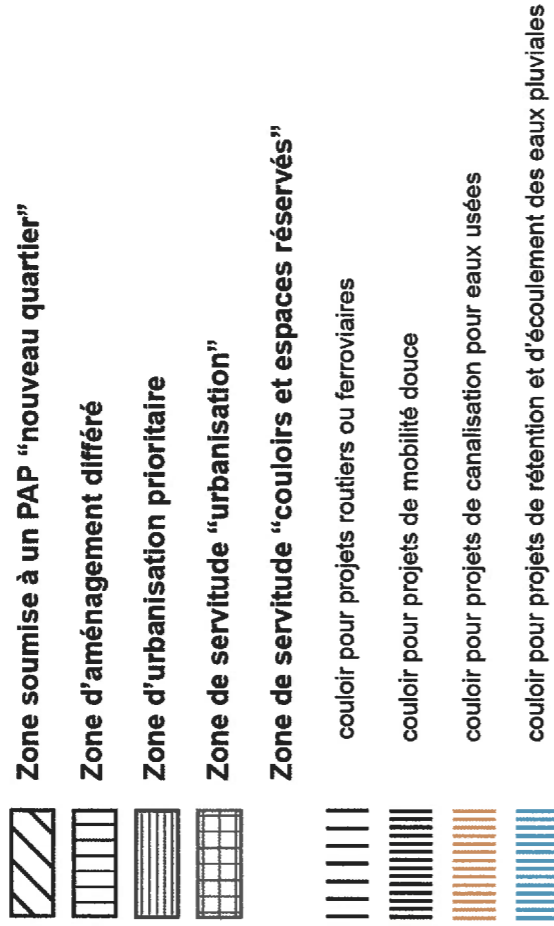 Zone soumise à un PAP “nouveau quartier”
Zone d’aménagement différé
Zone d’urbanisation prioritaire
Zone de servitude “urbanisation”
Zone de servitude “couloirs et espaces réservés”
couloir pour projets routiers ou ferroviaires
couloir pour projets de mobilité douce
couloir pour projets de canalisation pour eaux usées
couloir pour projets de rétention et d’écoulement des eaux pluviales